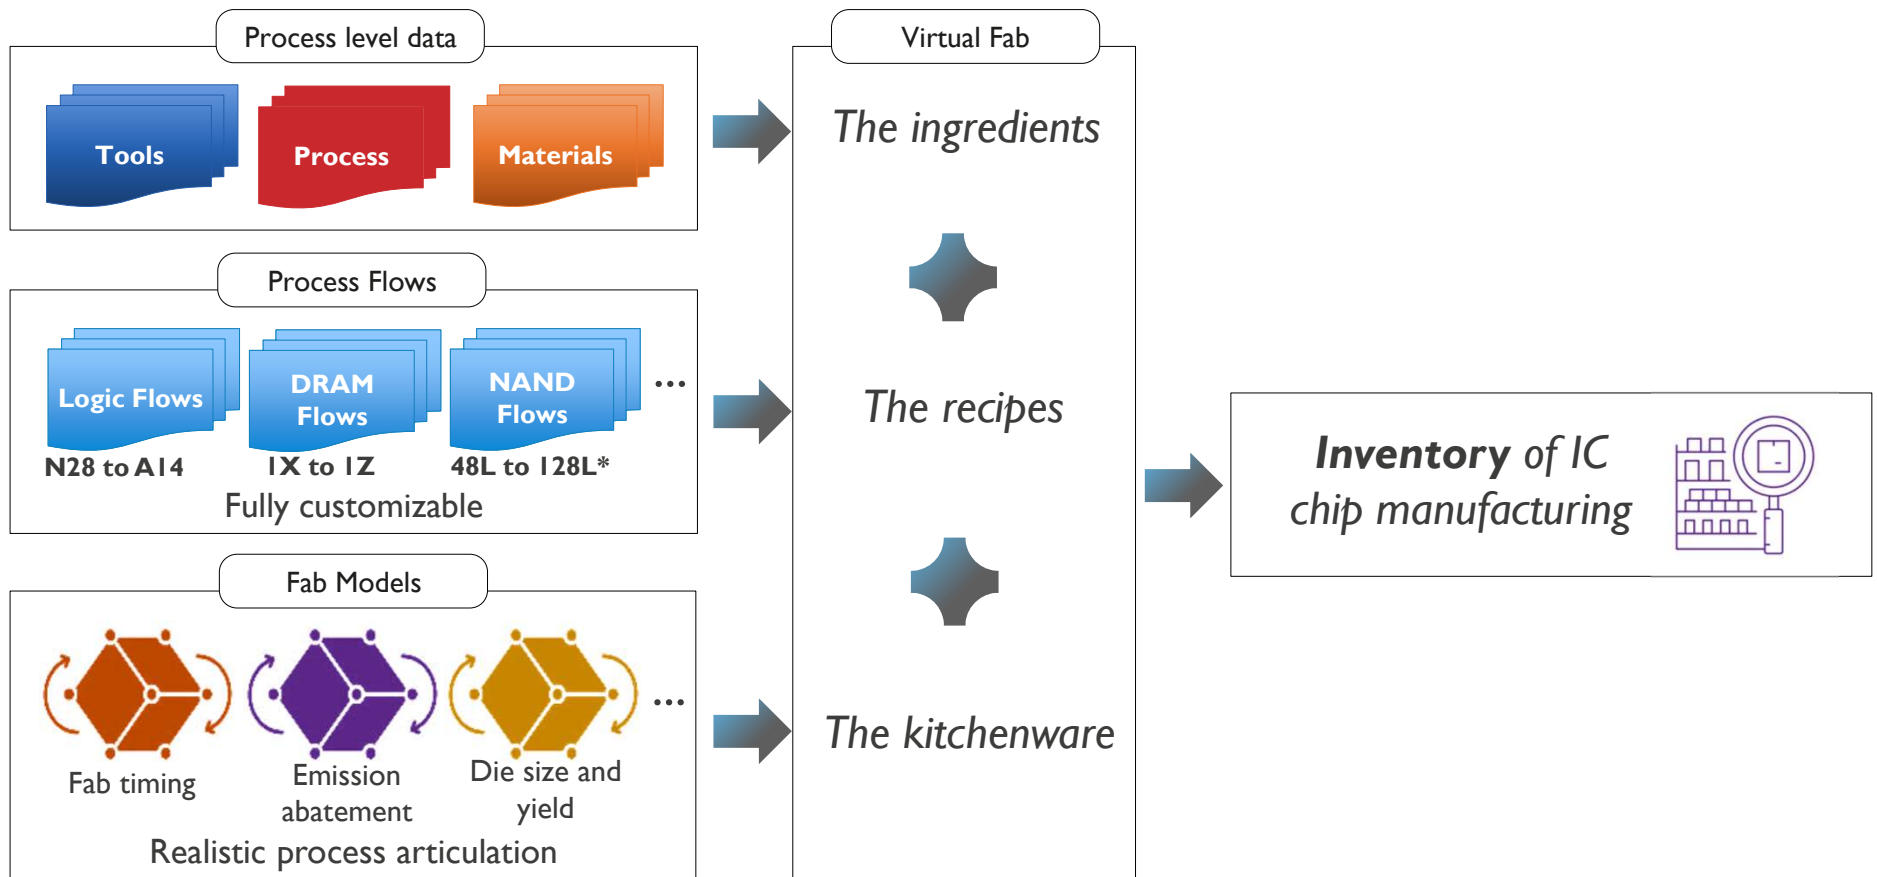 Process level data
Tools
Process
Materials
Process Flows
Logic Flows
DRAM
Flows
NAND
Flows
...
N28 to A14
1X to 1Z
48L to 128L*
Fully customizable
Fab Models
...
Fab timing
Emission
abatement
Die size and
yield
Realistic process articulation
Virtual Fab
The ingredients
The recipes
The kitchenware
Inventory of IC
chip manufacturing